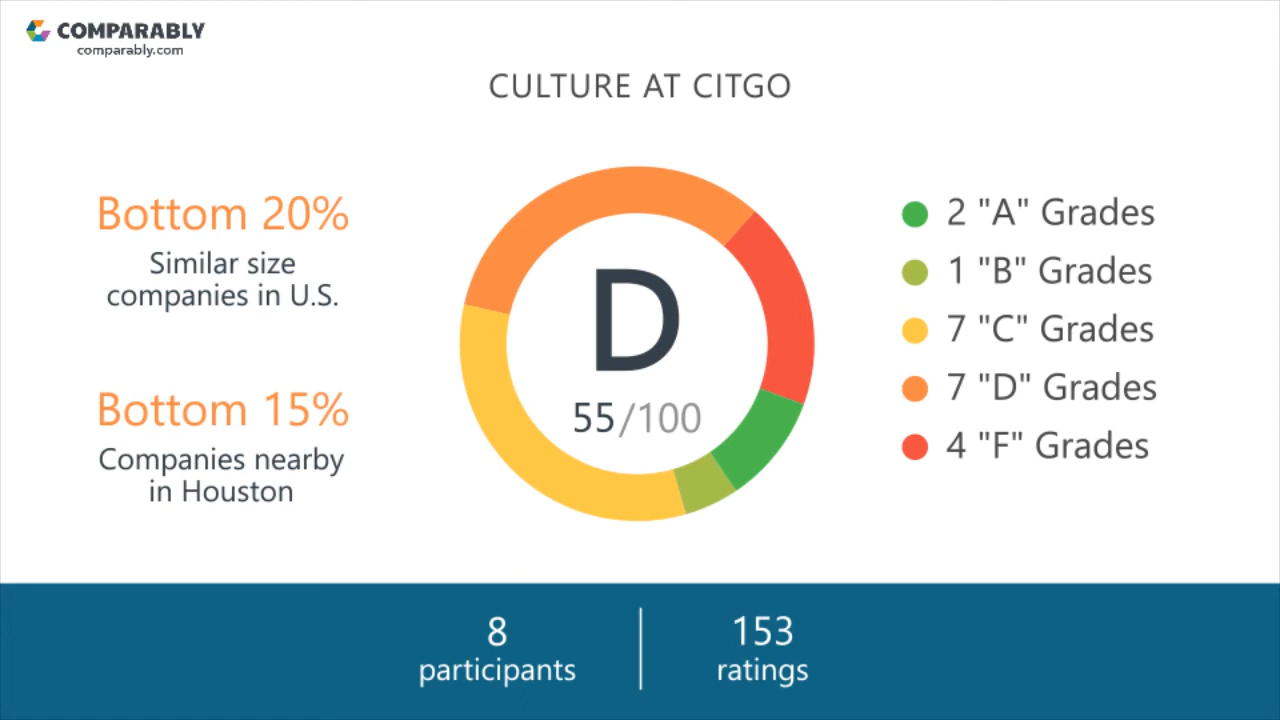 COMPARABLY
comparably.com
CULTURE AT CITGO
Bottom 20%
Similar size
companies in U.S.
Bottom 15%
Companies nearby
in Houston
D
55/100
2 "A" Grades
1 "B" Grades
7 "C" Grades
7 "D" Grades
4 "F" Grades
8
participants
153
ratings